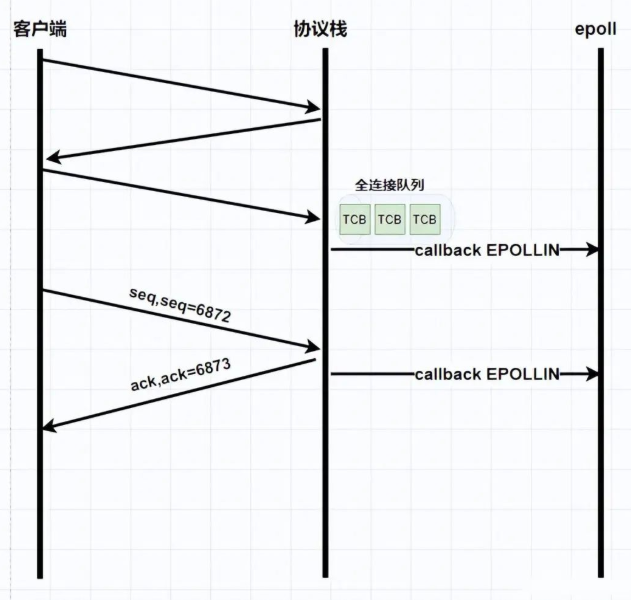 客户端 协议栈 epoll
全连接队列
TCB TCB TCB
callback EPOLLIN
seq,seq=6872
ack,ack=6873
callback EPOLLIN